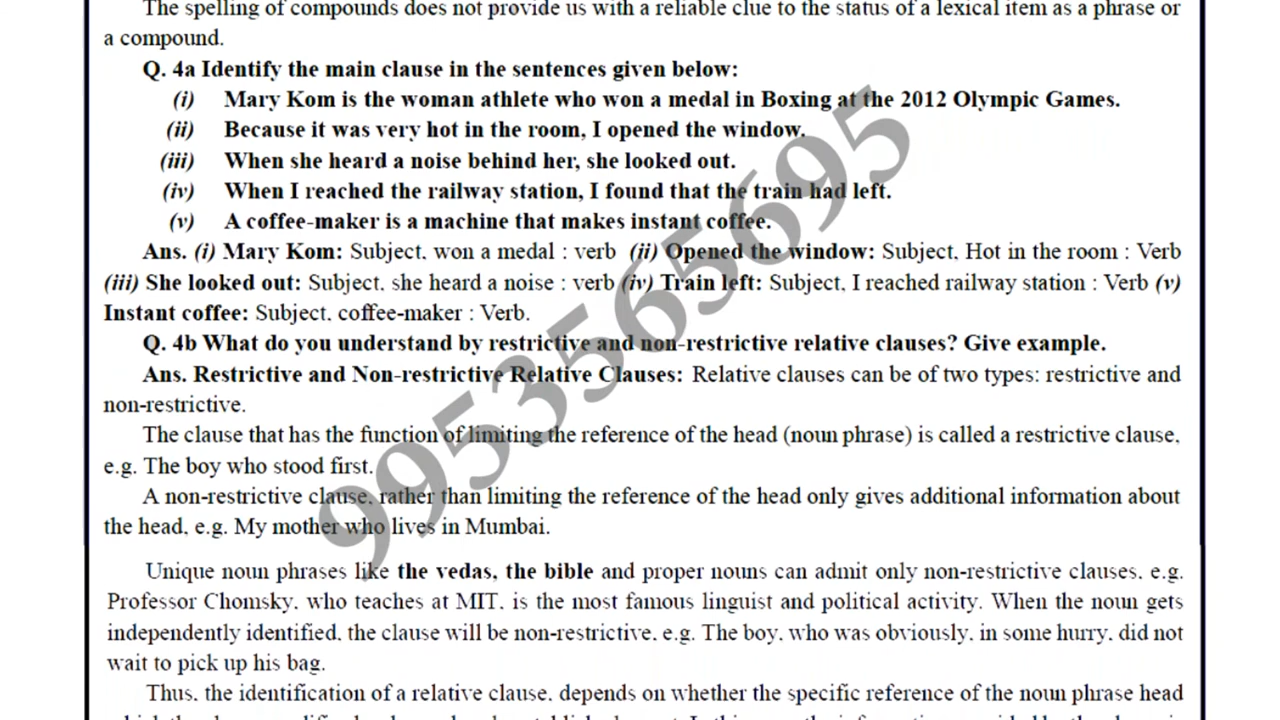 The spelling of compounds does not provide us with a reliable clue to the status of a lexical item as a phrase or
a compound.
Q. 4a Identify the main clause in the sentences given below:
(i) Mary Kom is the woman athlete who won a medal in Boxing at the 2012 Olympic Games.
(ii) Because it was very hot in the room, I opened the window.
(iii) When she heard a noise behind her, she looked out.
(iv) When I reached the railway station, I found that the train had left.
(v) A coffee-maker is a machine that makes instant coffee.
Ans. (i) Mary Kom: Subject, won a medal : verb (ii) Opened the window: Subject, Hot in the room : Verb
(iii) She looked out: Subject, she heard a noise : verb (iv) Train left: Subject, I reached railway station : Verb (v)
Instant coffee: Subject, coffee-maker : Verb.
Q. 4b What do you understand by restrictive and non-restrictive relative clauses? Give example.
Ans. Restrictive and Non-restrictive Relative Clauses: Relative clauses can be of two types: restrictive and
non-restrictive.
The clause that has the function of limiting the reference of the head (noun phrase) is called a restrictive clause,
e.g. The boy who stood first.
A non-restrictive clause, rather than limiting the reference of the head only gives additional information about
the head, e.g. My mother who lives in Mumbai.
Unique noun phrases like the vedas, the bible and proper nouns can admit only non-restrictive clauses, e.g.
Professor Chomsky, who teaches at MIT, is the most famous linguist and political activity. When the noun gets
independently identified, the clause will be non-restrictive, e.g. The boy, who was obviously, in some hurry, did not
wait to pick up his bag.
Thus, the identification of a relative clause, depends on whether the specific reference of the noun phrase head
9953565695